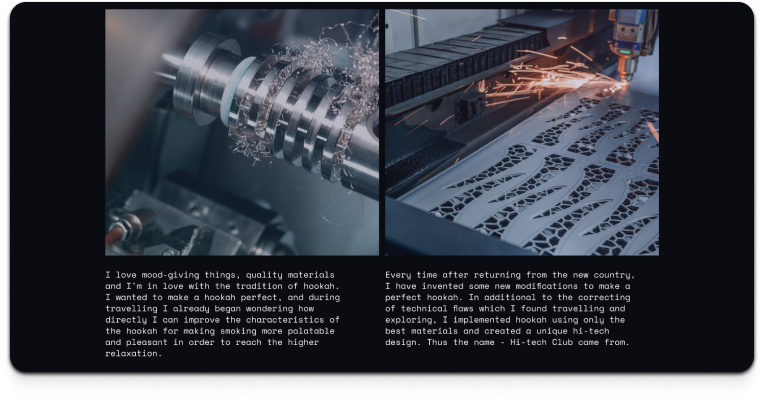 I love mood-giving things, quality materials
and I'm in love with the tradition of hookah.
I wanted to make a hookah perfect, and during
travelling I already began wondering how
directly I can improve the characteristics of
the hookah for making smoking more palatable
and pleasant in order to reach the higher
relaxation.
Every time after returning from the new country,
I have invented some new modifications to make a
perfect hookah. In additional to the correcting
of technical flaws which I found travelling and
exploring, I implemented hookah using only the
best materials and created a unique hi-tech
design. Thus the name - Hi-tech Club came from.